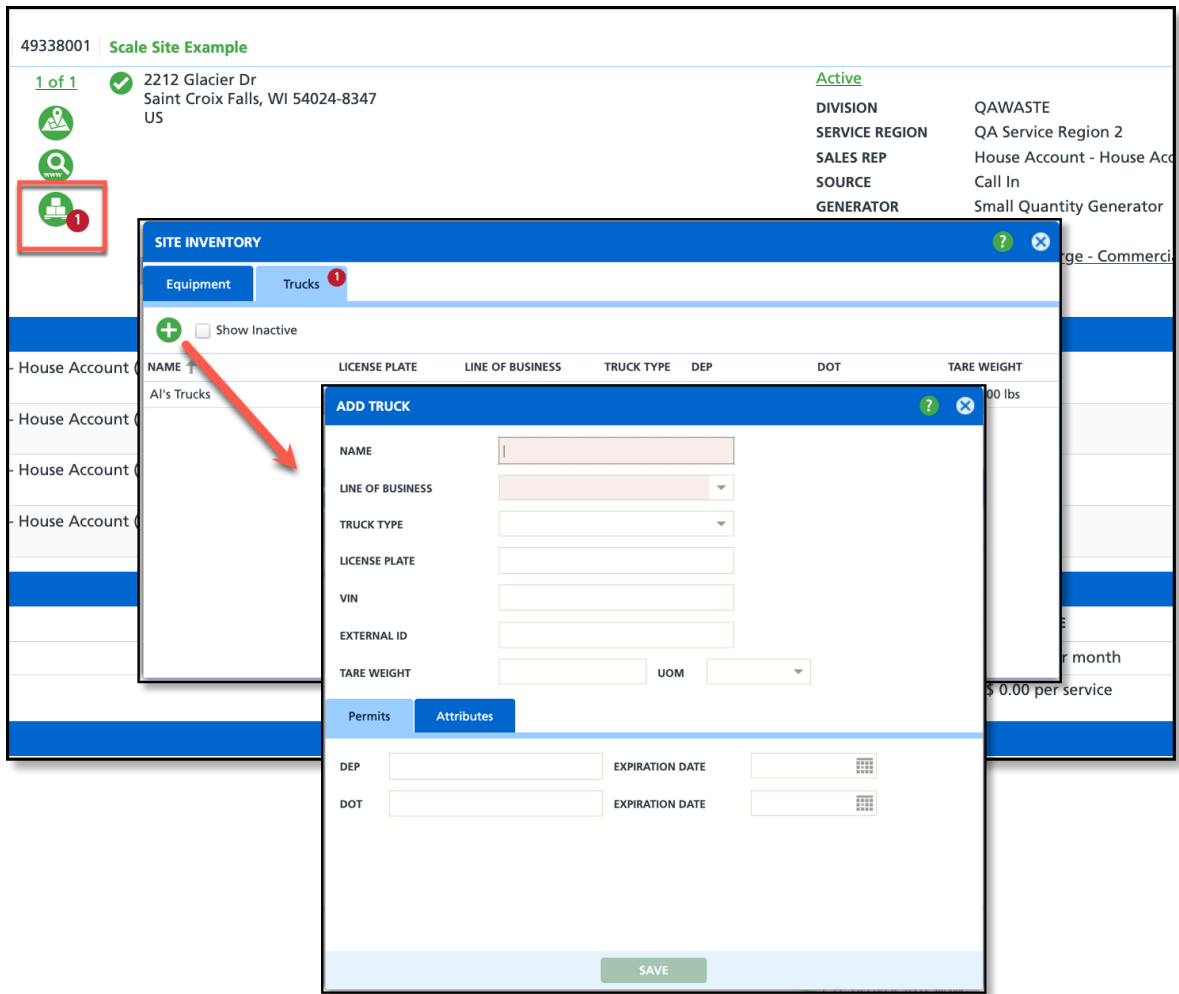 49338001 Scale Site Example
1 of 1
2212 Glacier Dr
Saint Croix Falls, WI 54024-8347
US
Active
DIVISION QAWASTE
SERVICE REGION QA Service Region 2
SALES REP House Account - House Acc
SOURCE Call In
GENERATOR Small Quantity Generator
rge - Commercia
www
1
SITE INVENTORY ?
Equipment Trucks 1
Show Inactive
NAME LICENSE PLATE LINE OF BUSINESS TRUCK TYPE DEP DOT TARE WEIGHT
Al's Trucks 00 lbs
- House Account (
- House Account (
- House Account (
- House Account (
r month
$ 0.00 per service
ADD TRUCK ?
NAME
LINE OF BUSINESS
TRUCK TYPE
LICENSE PLATE
VIN
EXTERNAL ID
TARE WEIGHT UOM
Permits Attributes
DEP EXPIRATION DATE
DOT EXPIRATION DATE
SAVE